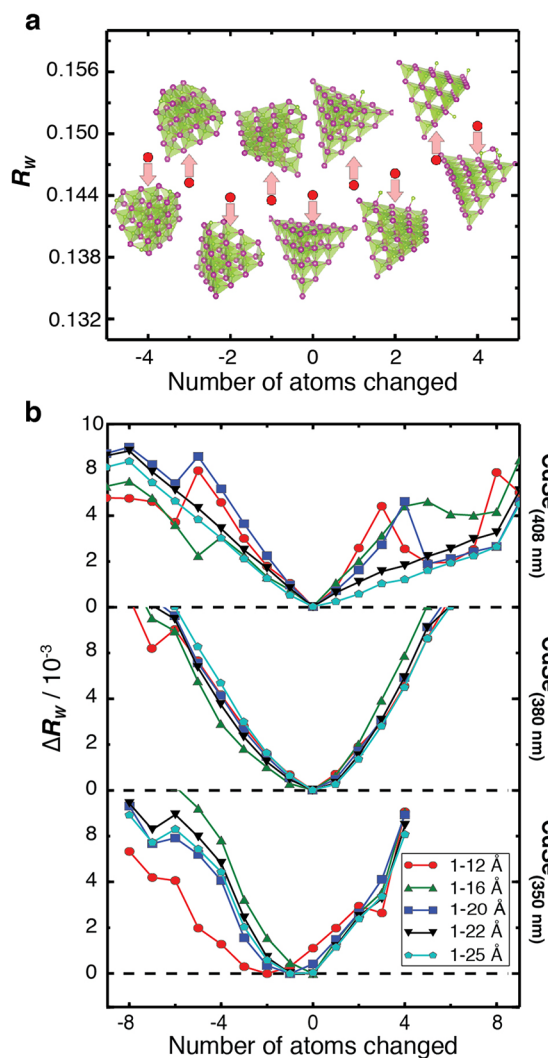 a
R_w
0.156
0.150
0.144
0.138
0.132
-4 -2 0 2 4
Number of atoms changed
b
ΔR_w / 10⁻³
10
8
4
2
0
(408 nm)
8
4
2
0
(380 nm)
8
4
2
0
(350 nm)
1-12 Å
1-16 Å
1-20 Å
1-22 Å
1-25 Å
-8 -4 0 4 8
Number of atoms changed